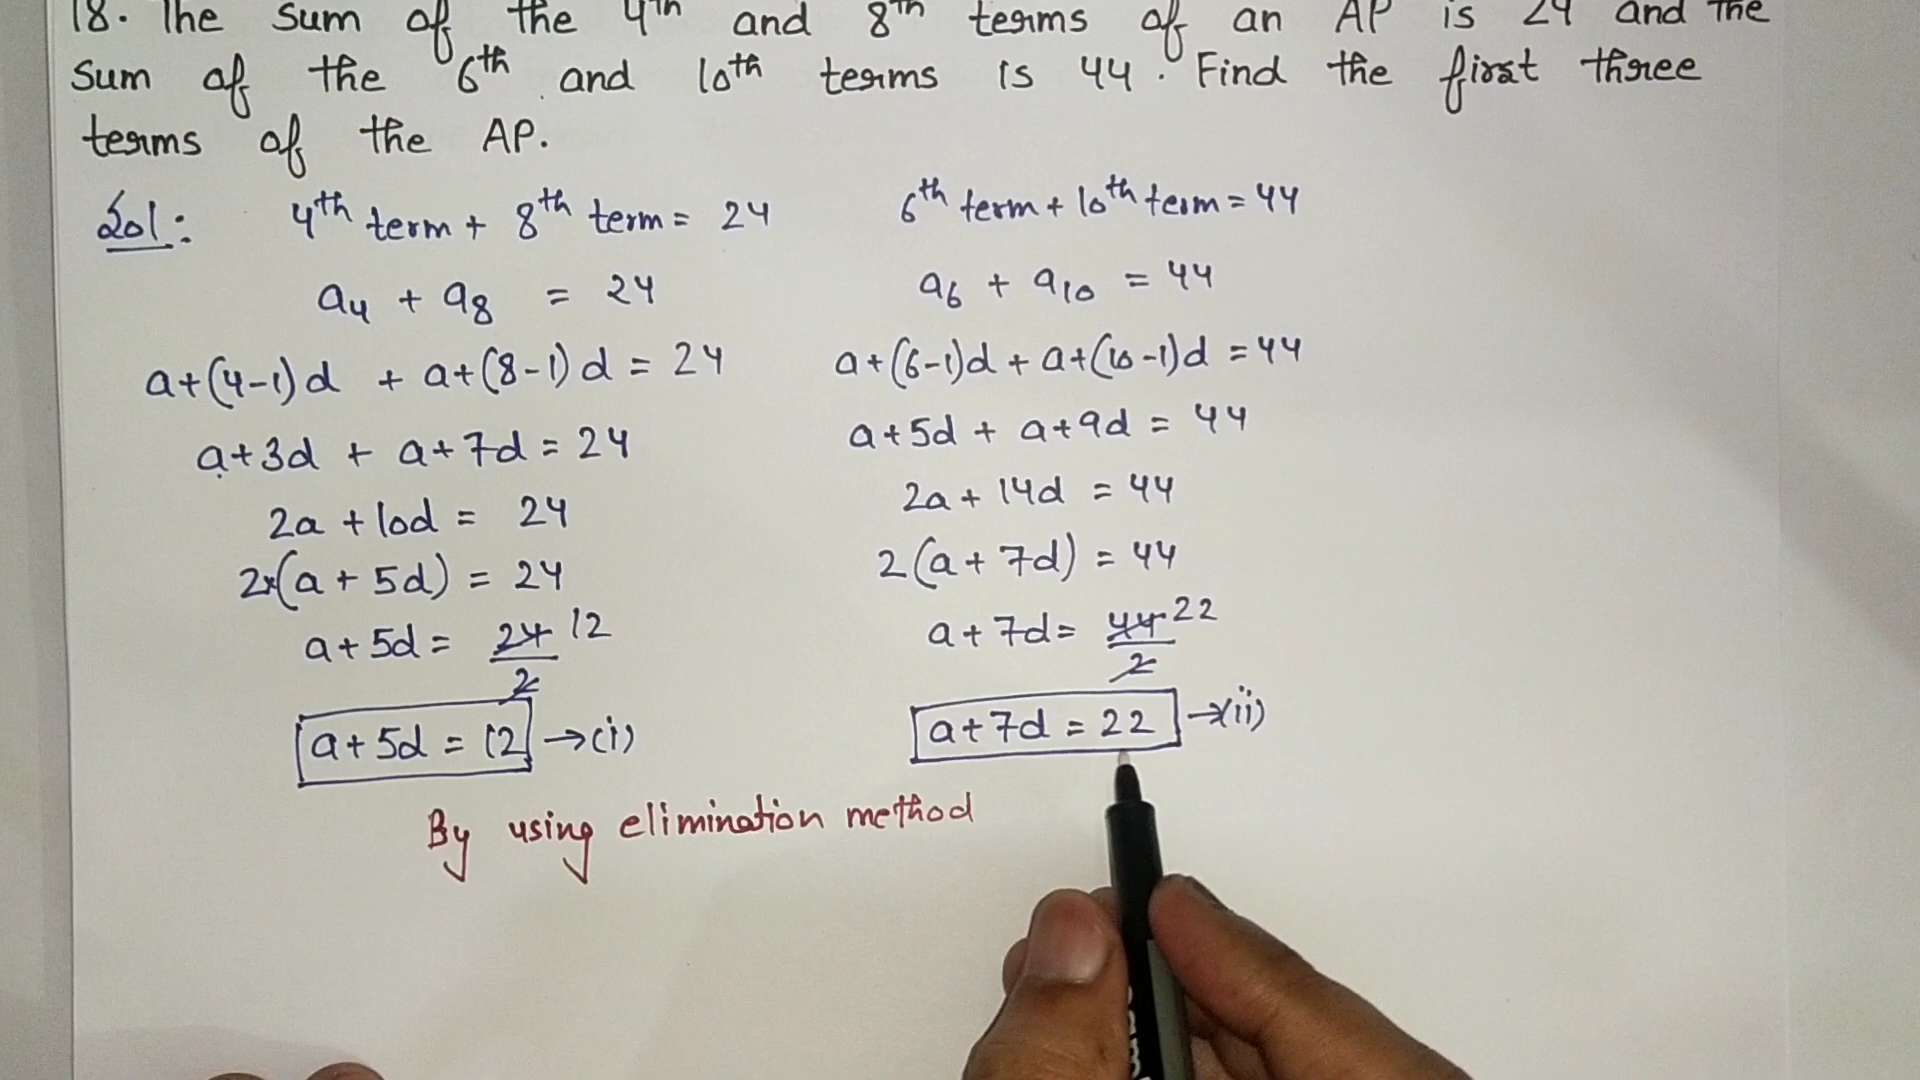 18. The sum of the 4th and 8th terms of an AP is 24 and the
sum of the 6th and 10th terms is 44. Find the first three
terms of the AP.
Sol:
4th term + 8th term = 24
a4 + a8 = 24
a+(4-1)d + a+(8-1)d = 24
a+3d + a+7d = 24
2a + 10d = 24
2×(a + 5d) = 24
a + 5d = 24/2 12
a + 5d = 12 → (i)
6th term + 10th term = 44
a6 + a10 = 44
a+(6-1)d + a+(10-1)d = 44
a+5d + a+9d = 44
2a + 14d = 44
2(a + 7d) = 44
a + 7d = 44/2 22
a + 7d = 22 → (ii)
By using elimination method